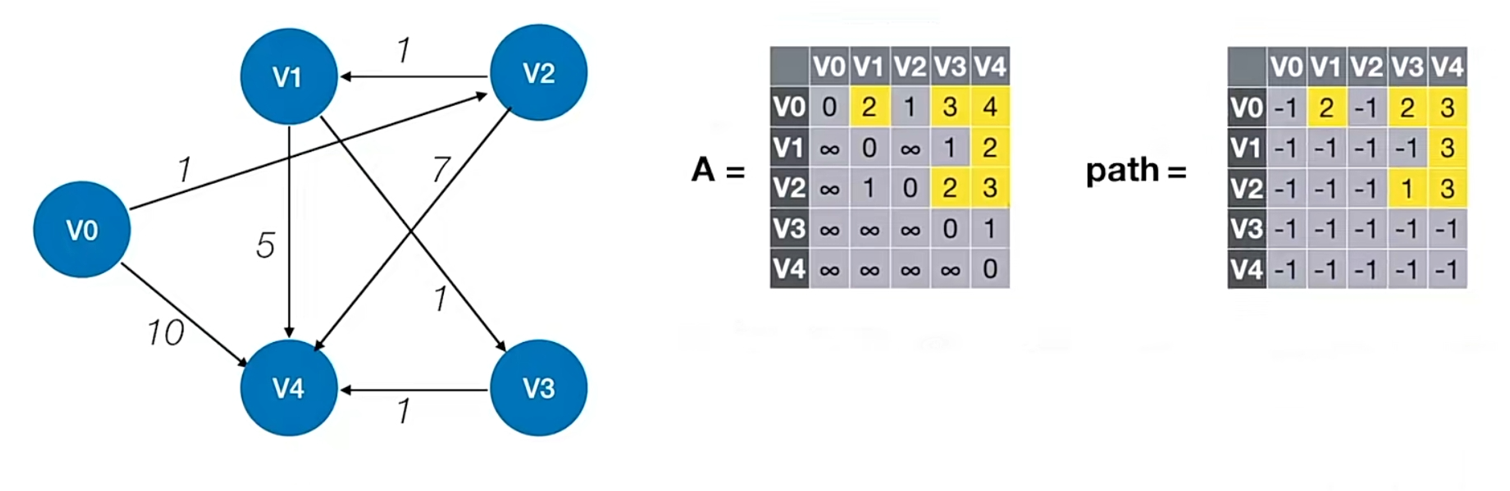 V1
1
V2
1
7
V0
5
10
1
V4
1
V3
A =
V0 V1 V2 V3 V4
V0 0 2 1 3 4
V1 ∞ 0 ∞ 1 2
V2 ∞ 1 0 2 3
V3 ∞ ∞ ∞ 0 1
V4 ∞ ∞ ∞ ∞ 0
path =
V0 V1 V2 V3 V4
V0 -1 2 -1 2 3
V1 -1 -1 -1 -1 3
V2 -1 -1 -1 1 3
V3 -1 -1 -1 -1 -1
V4 -1 -1 -1 -1 -1